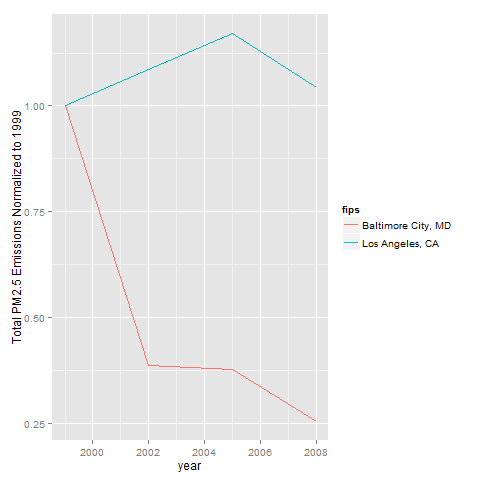 Total PM2.5 Emissions Normalized to 1999
1.00
0.75
0.50
0.25
2000
2002
2004
2006
2008
year
fips
Baltimore City, MD
Los Angeles, CA